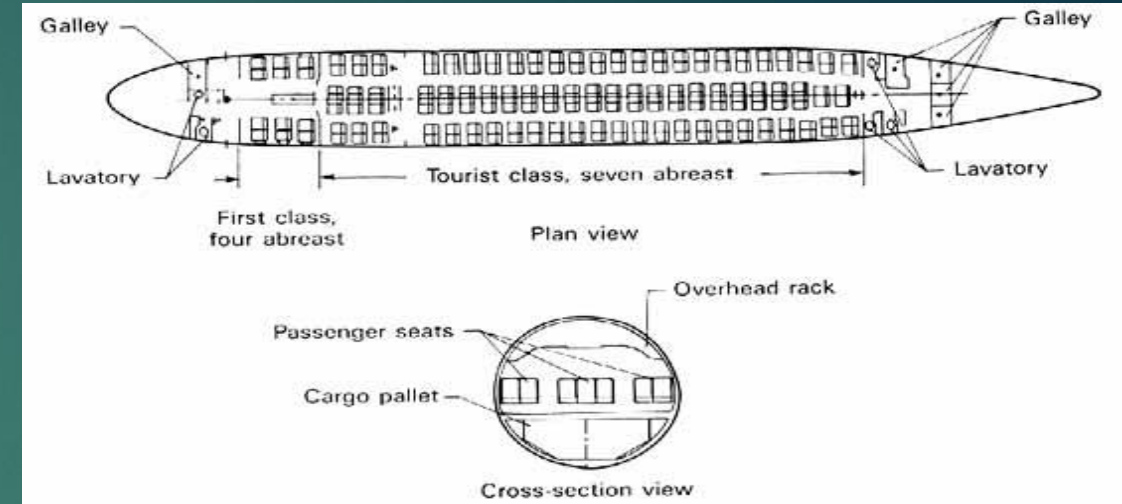 Galley
Galley
Lavatory
Tourist class, seven abreast
Lavatory
First class,
four abreast
Plan view
Overhead rack
Passenger seats
Cargo pallet
Cross-section view